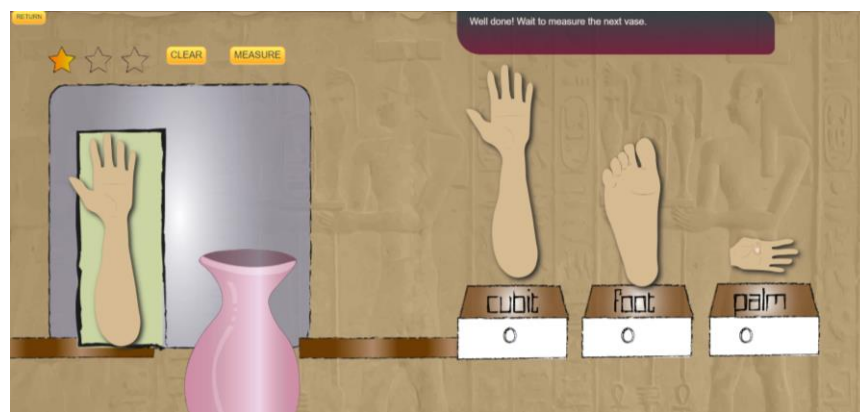 RETURN
Well done! Wait to measure the next vase.
CLEAR
MEASURE
cubit
foot
palm
0
0
0